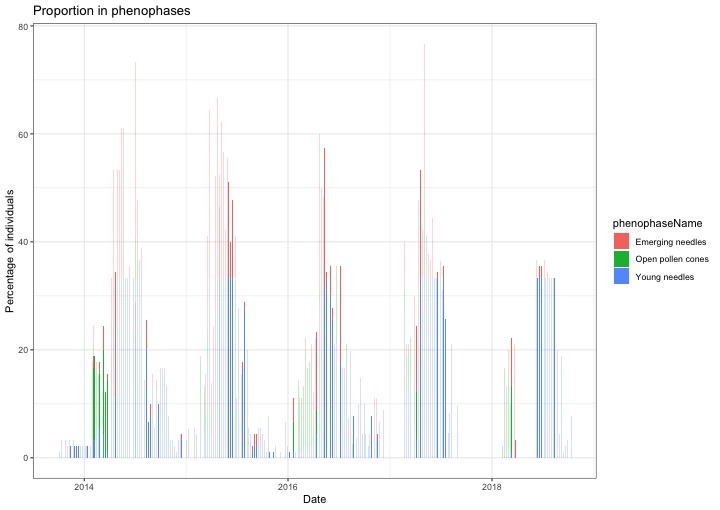 Proportion in phenophases
80
60
40
20
0
Percentage of individuals
2014
2016
2018
Date
phenophaseName
Emerging needles
Open pollen cones
Young needles